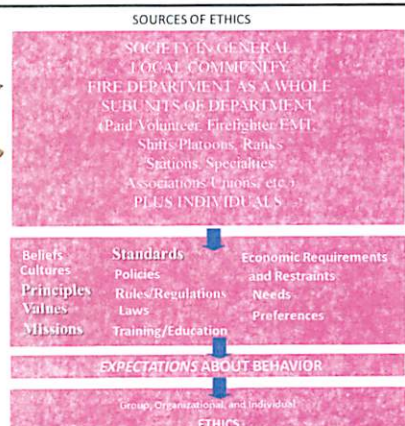 SOURCES OF ETHICS
SOCIETY IN GENERAL
LOCAL COMMUNITY
FIRE DEPARTMENT AS A WHOLE
SUBUNITS OF DEPARTMENT
(Paid/Volunteer, Firefighter/EMT,
Shifts/Platoons, Ranks
Stations, Specialties
Associations/Unions, etc.)
PLUS INDIVIDUALS
Beliefs
Cultures
Principles
Values
Missions
Standards
Policies
Rules/Regulations
Laws
Training/Education
Economic Requirements
and Restraints
Needs
Preferences
EXPECTATIONS ABOUT BEHAVIOR
Group, Organizational, and Individual
ETHICS